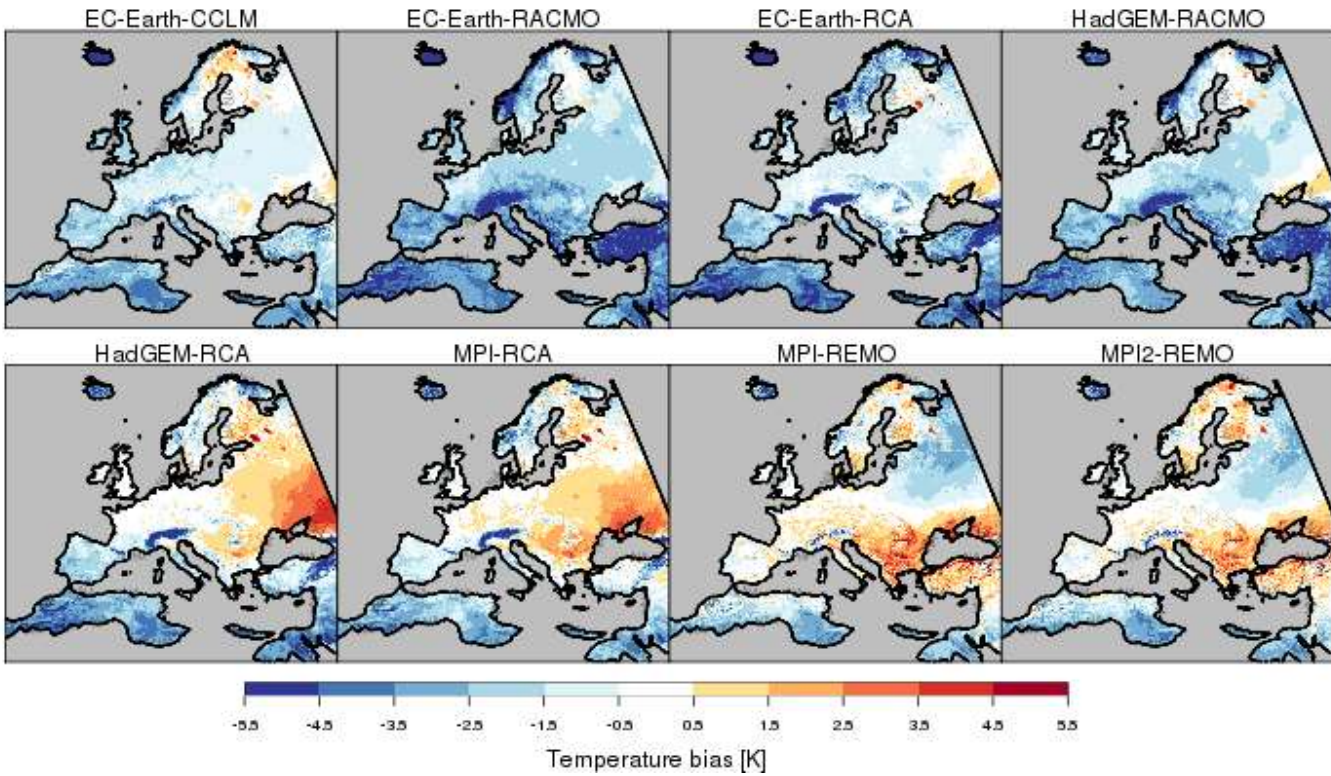 EC-Earth-CCLM EC-Earth-RACMO EC-Earth-RCA HadGEM-RACMO
HadGEM-RCA MPI-RCA MPI-REMO MPI2-REMO
-5.5 -4.5 -3.5 -2.5 -1.5 -0.5 0.5 1.5 2.5 3.5 4.5 5.5
Temperature bias [K]